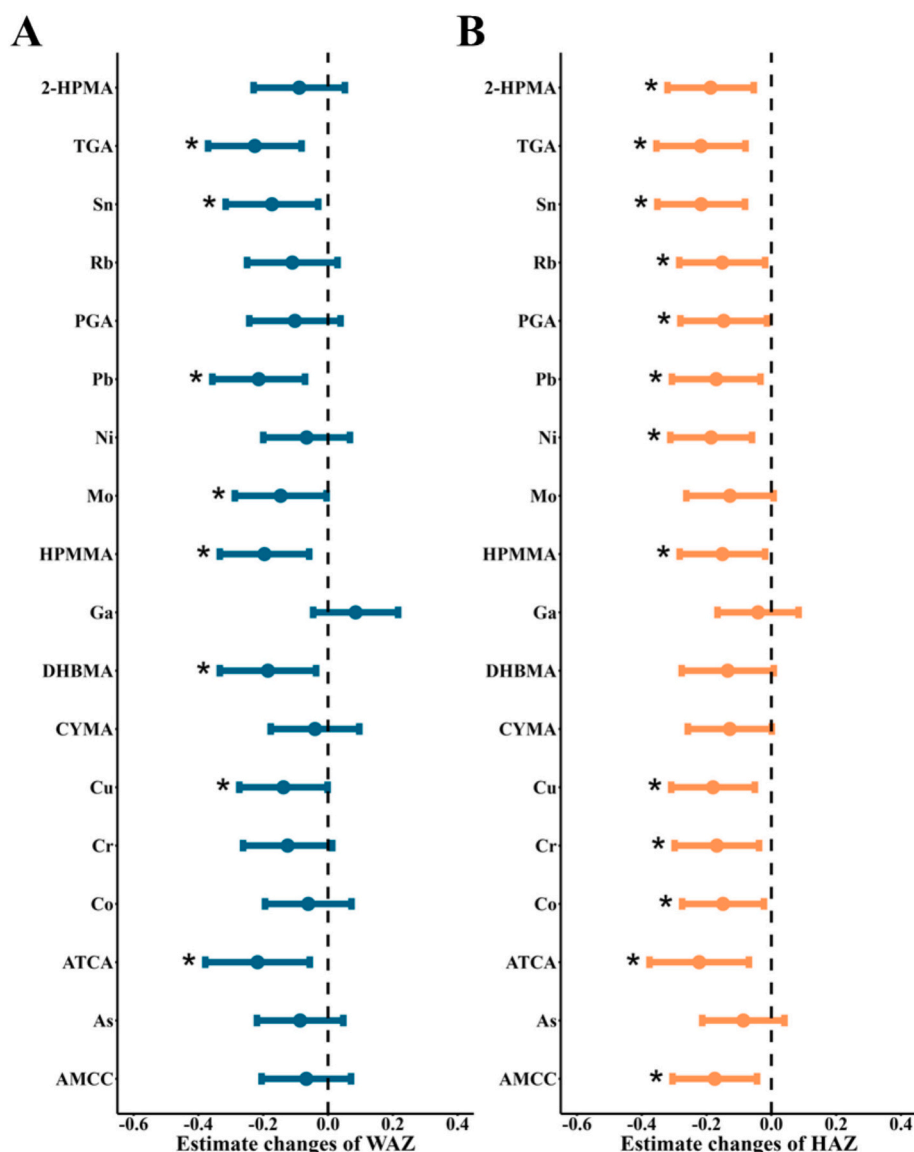 A
B
2-HPMA
TGA
*
Sn
*
Rb
PGA
Pb
*
Ni
Mo
*
HPMMA
*
Ga
DHBMA
*
CYMA
Cu
*
Cr
Co
ATCA
*
As
AMCC
-0.6 -0.4 -0.2 0.0 0.2 0.4
Estimate changes of WAZ
2-HPMA
*
TGA
*
Sn
*
Rb
*
PGA
*
Pb
*
Ni
*
Mo
HPMMA
*
Ga
DHBMA
CYMA
Cu
*
Cr
*
Co
*
ATCA
*
As
AMCC
*
-0.6 -0.4 -0.2 0.0 0.2 0.4
Estimate changes of HAZ